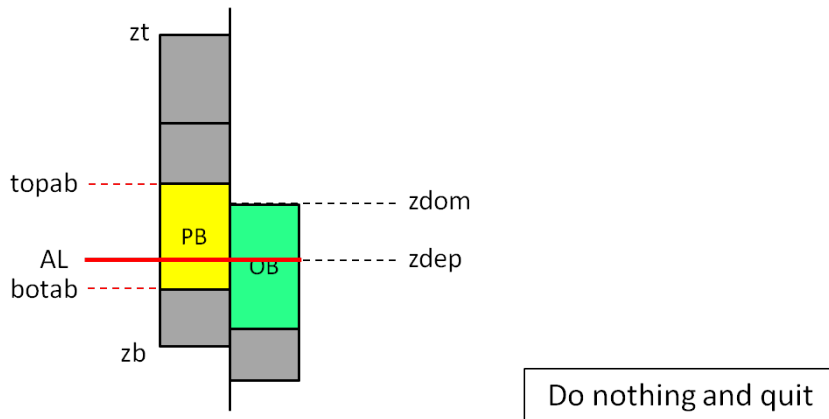 zt
topab
zdom
PB
AL
OB
zdep
botab
zb
Do nothing and quit